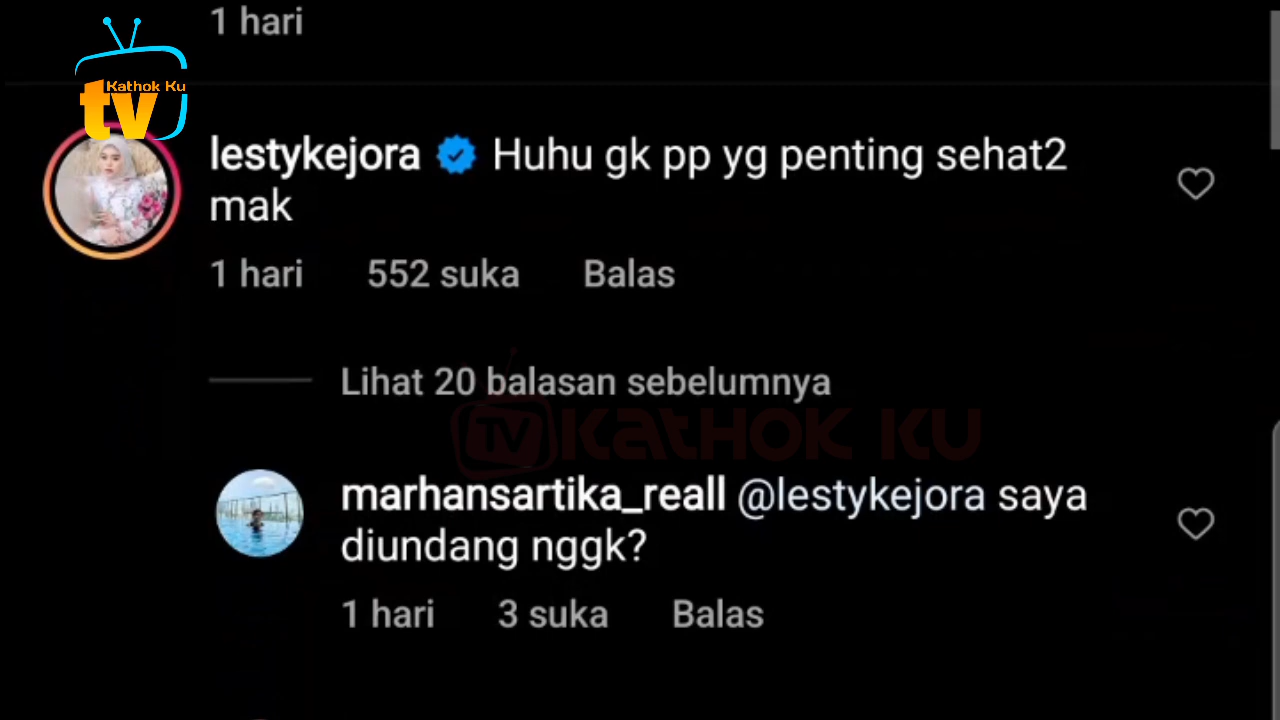 1 hari
Kathok Ku
tv
lestykejora Huhu gk pp yg penting sehat2
mak
1 hari 552 suka Balas
Lihat 20 balasan sebelumnya
TV KATHOK KU
marhansartika_reall @lestykejora saya
diundang nggk?
1 hari 3 suka Balas